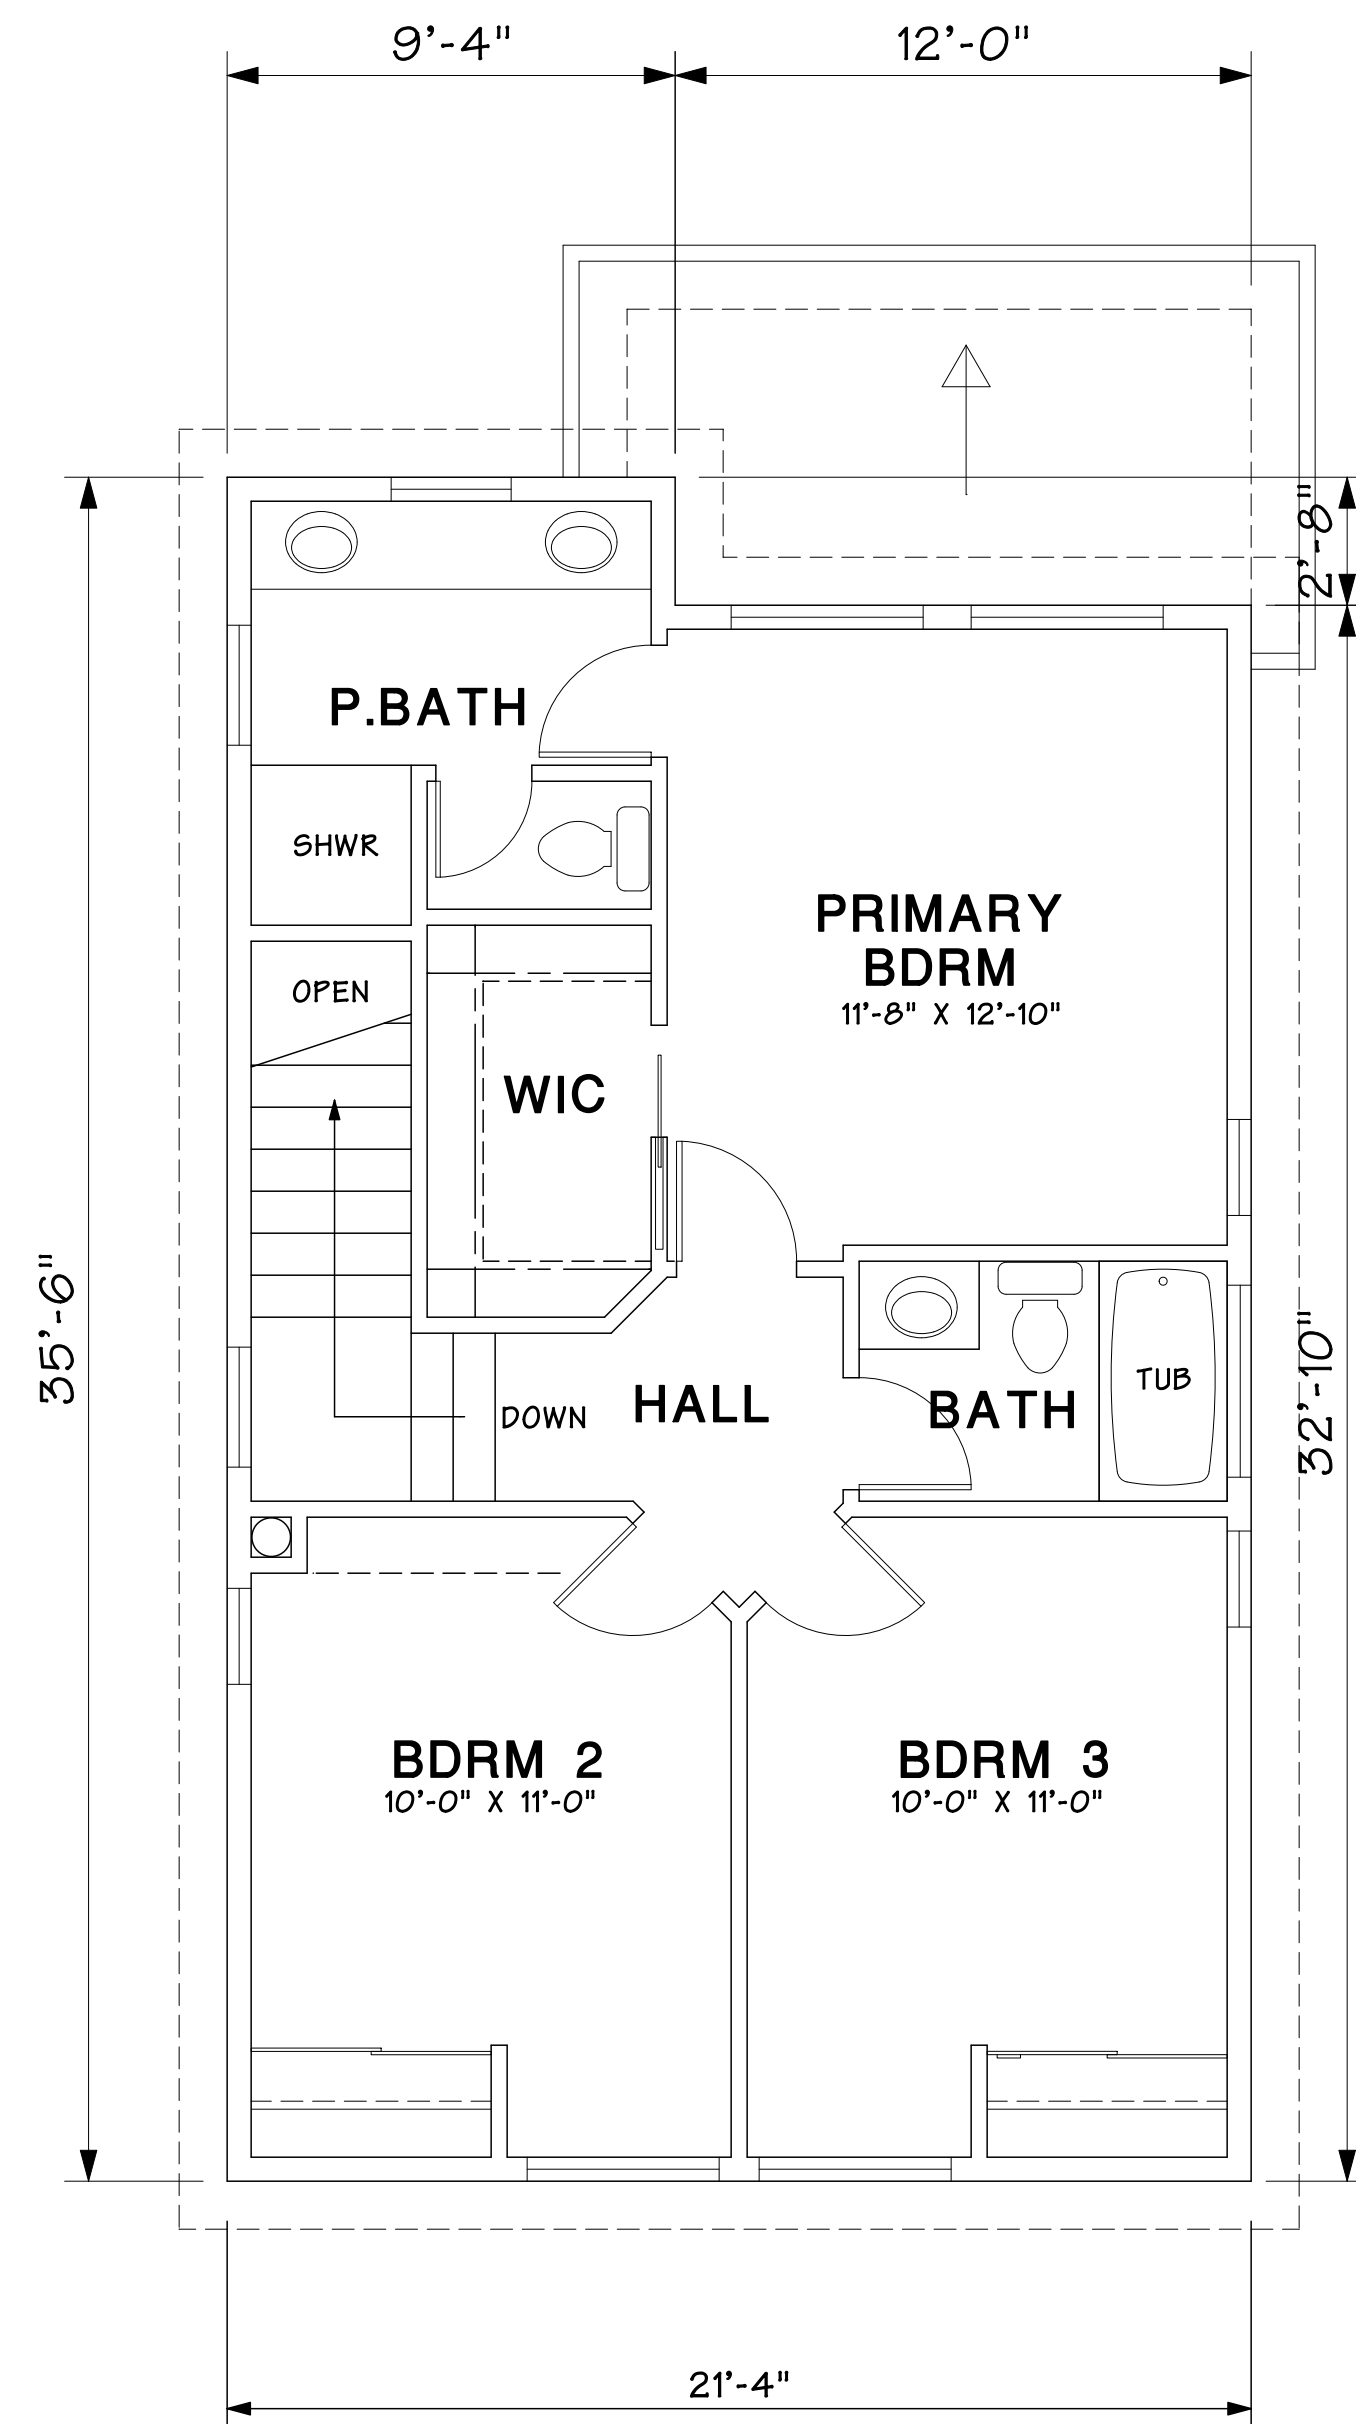 9'-4"
12'-0"
2'-8"
P.BATH
SHWR
PRIMARY
BDRM
11'-8" X 12'-10"
OPEN
WIC
35'-6"
32'-10"
TUB
HALL
BATH
DOWN
BDRM 2
10'-0" X 11'-0"
BDRM 3
10'-0" X 11'-0"
21'-4"